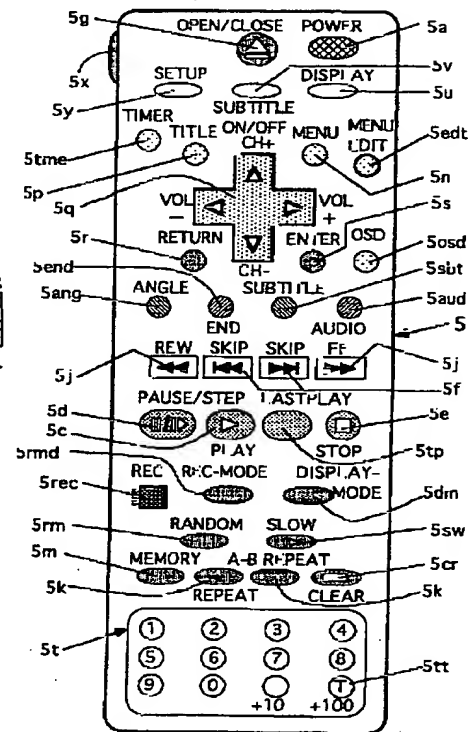 5g OPEN/CLOSE POWER 5a
5x
SETUP DISPLAY 5v
5y SUBTITLE 5u
TIMER ON/OFF MENU
TITLE CH+ MENU EDIT 5edt
5tme
5p 5n
5q VOL VOL 5s
- +
5r RETURN ENTER OSD 5osd
5end CH- 5sbt
5ang ANGLE SUBTITLE 5aud
END AUDIO 5
REW SKIP SKIP FF
5j 5j
5f
PAUSE/STEP LASTPLAY
5d 5e
5c PLAY STOP
5rmd 5tp
REC REC-MODE DISPLAY-
5rec MODE 5dm
5rm RANDOM SLOW 5sw
5m MEMORY A-B REPEAT 5cr
5k REPEAT CLEAR 5k
5t 1 2 3 4
5 6 7 8 5tt
9 0 T
+10 +100